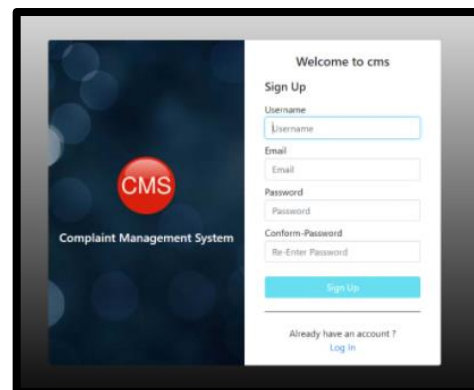 CMS
Complaint Management System
Welcome to cms
Sign Up
Username
Username
Email
Email
Password
Password
Conform-Password
Re-Enter Password
Sign Up
Already have an account ?
Log In